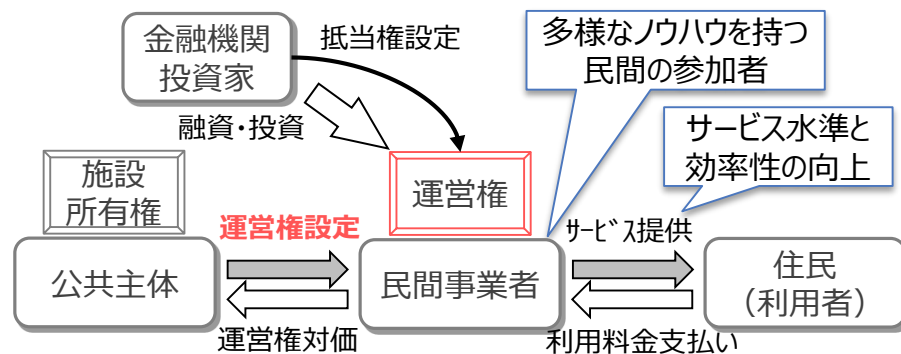 金融機関
投資家
抵当権設定
多様なノウハウを持つ
民間の参加者
融資・投資
サービス水準と
効率性の向上
施設
所有権
運営権
運営権設定
サービス提供
公共主体
民間事業者
住民
（利用者）
運営権対価
利用料金支払い